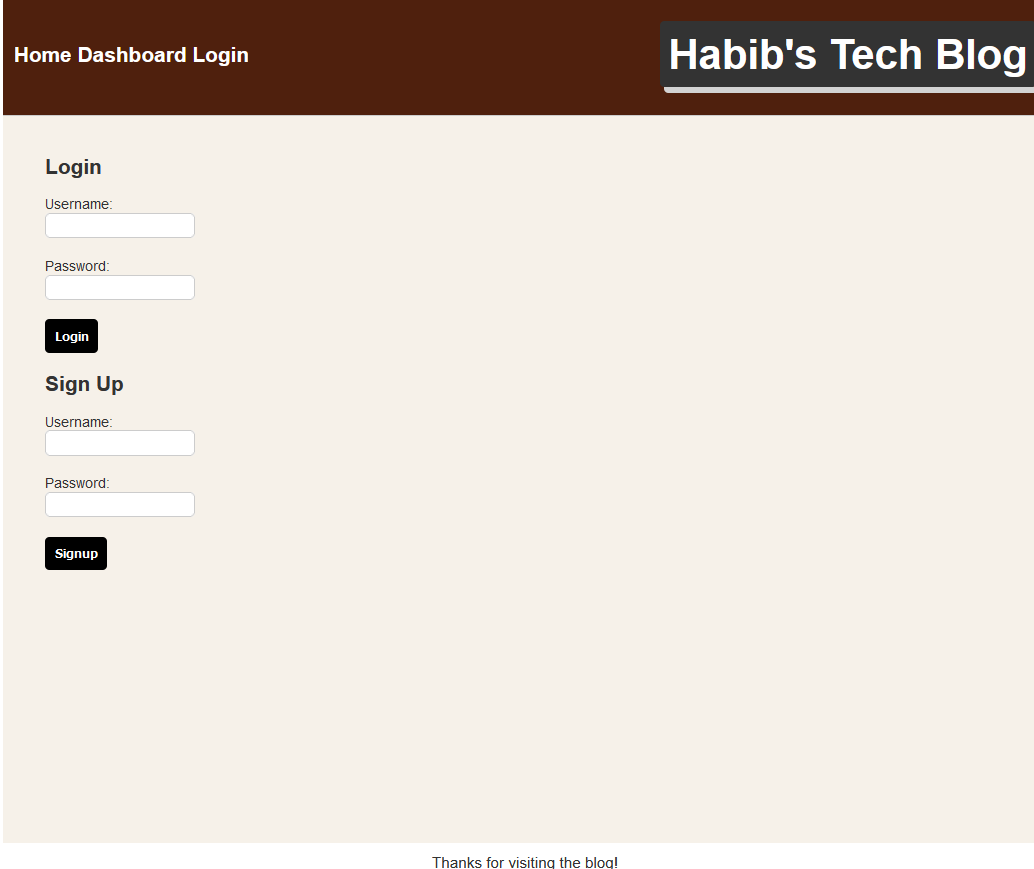 Home Dashboard Login
Habib's Tech Blog
Login
Username:
Password:
Login
Sign Up
Username:
Password:
Signup
Thanks for visiting the blog!